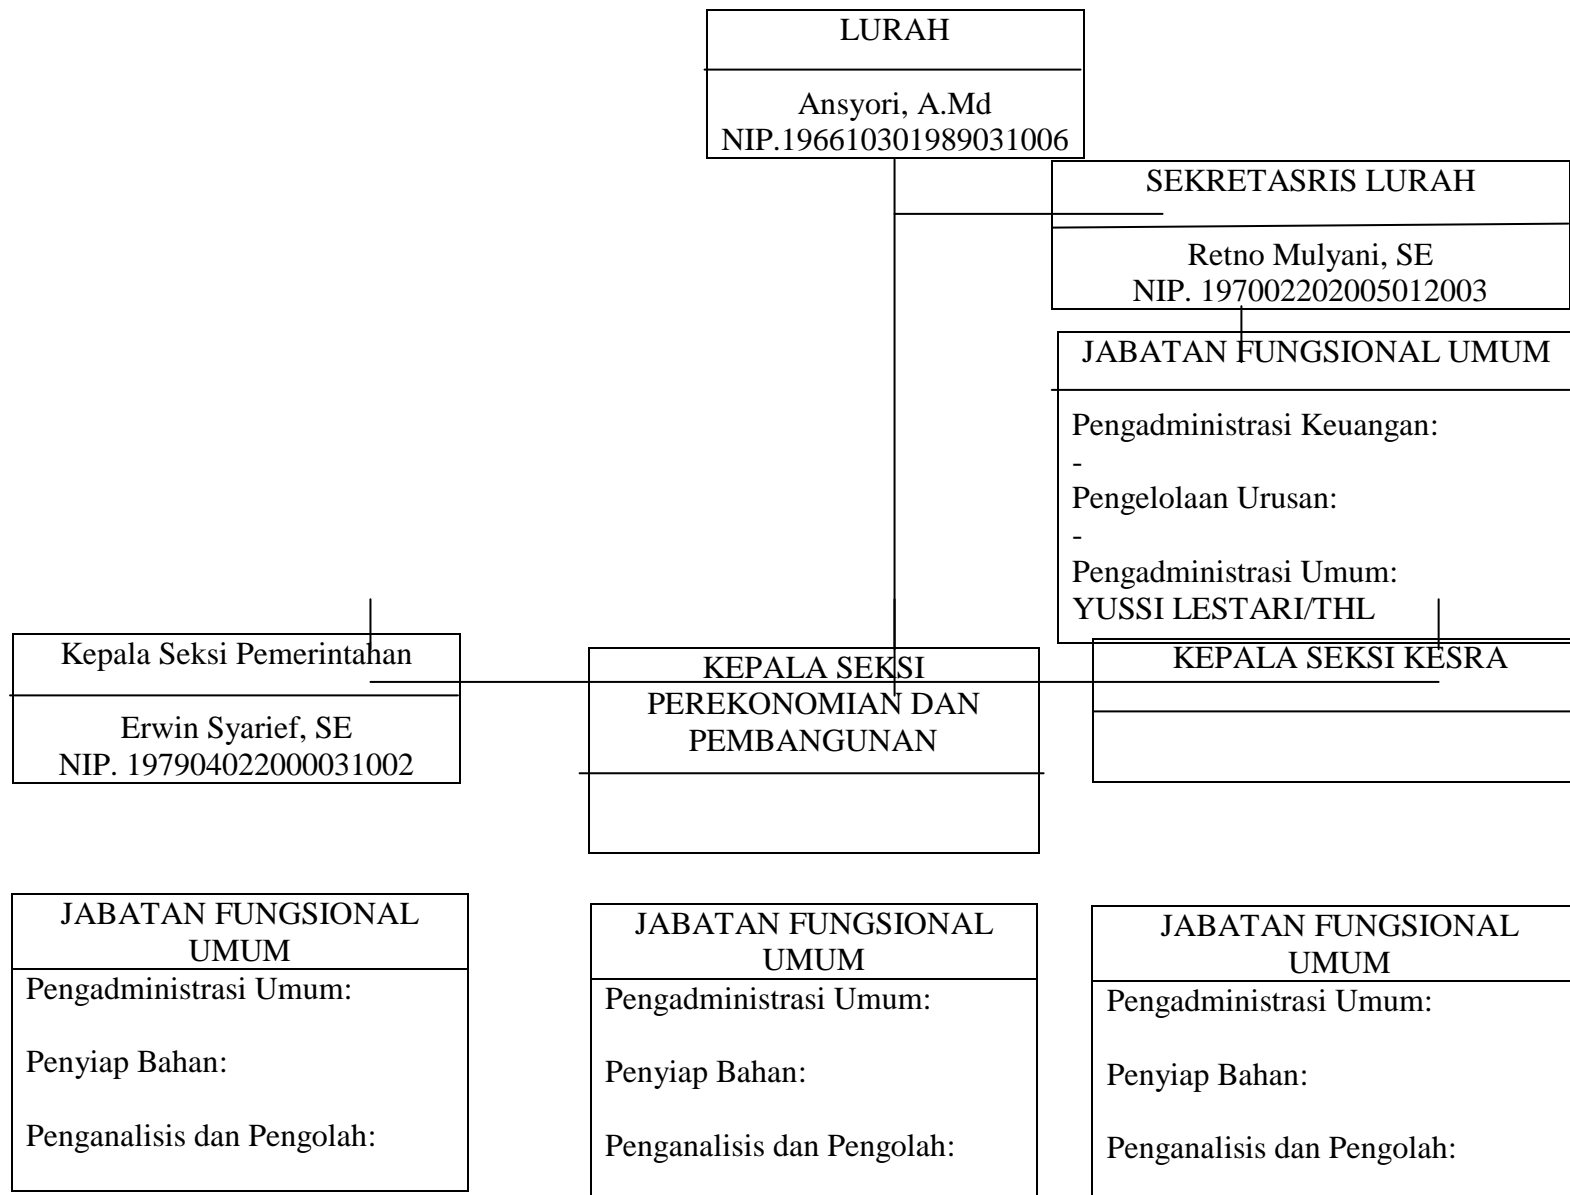 LURAH
Ansyori, A.Md
NIP.196610301989031006
SEKRETASRIS LURAH
Retno Mulyani, SE
NIP. 197002202005012003
JABATAN FUNGSIONAL UMUM
Pengadministrasi Keuangan:
-
Pengelolaan Urusan:
-
Pengadministrasi Umum:
YUSSI LESTARI/THL
Kepala Seksi Pemerintahan
Erwin Syarief, SE
NIP. 197904022000031002
KEPALA SEKSI
PEREKONOMIAN DAN
PEMBANGUNAN
KEPALA SEKSI KESRA
JABATAN FUNGSIONAL
UMUM
Pengadministrasi Umum:
Penyiap Bahan:
Penganalisis dan Pengolah:
JABATAN FUNGSIONAL
UMUM
Pengadministrasi Umum:
Penyiap Bahan:
Penganalisis dan Pengolah:
JABATAN FUNGSIONAL
UMUM
Pengadministrasi Umum:
Penyiap Bahan:
Penganalisis dan Pengolah: